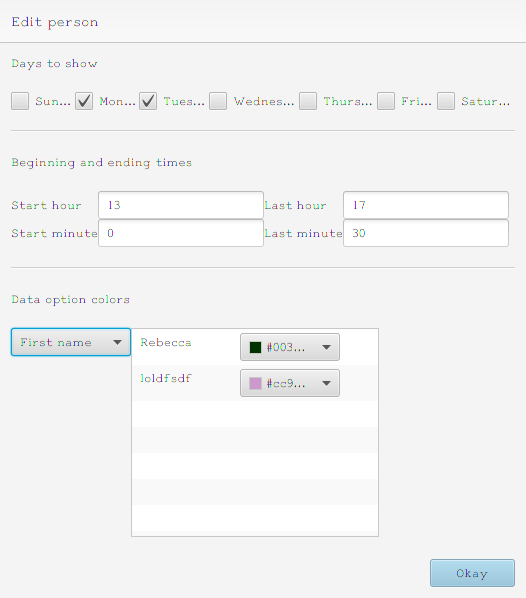 Edit person
Days to show
Sun... Mon... Tues... Wednes... Thurs... Fri... Satur...
Beginning and ending times
Start hour 13 Last hour 17
Start minute 0 Last minute 30
Data option colors
First name Rebecca #003...
loldfsdf #cc9...
Okay